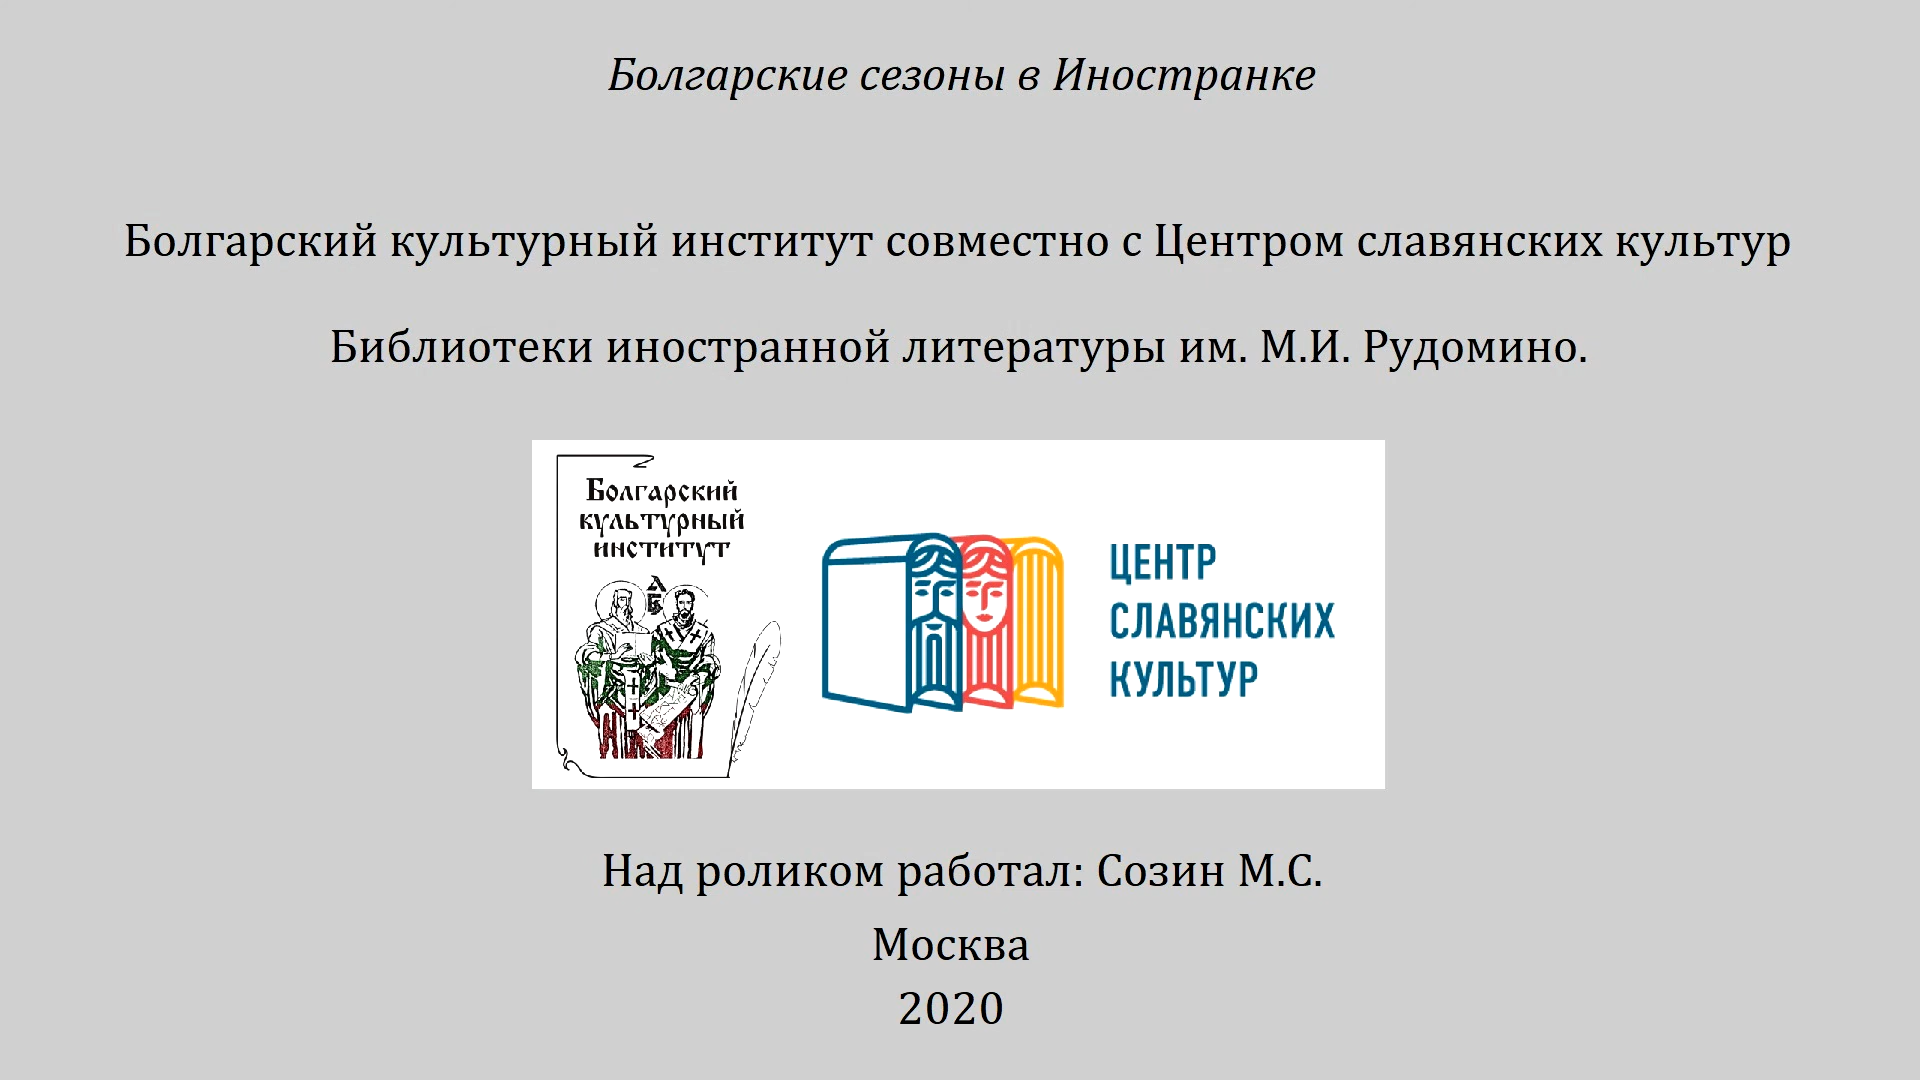 Болгарские сезоны в Иностранке
Болгарский культурный институт совместно с Центром славянских культур
Библиотеки иностранной литературы им. М.И. Рудомино.
Болгарский
культурный
институт
АБ
ЦЕНТР
СЛАВЯНСКИХ
КУЛЬТУР
Над роликом работал: Созин М.С.
Москва
2020